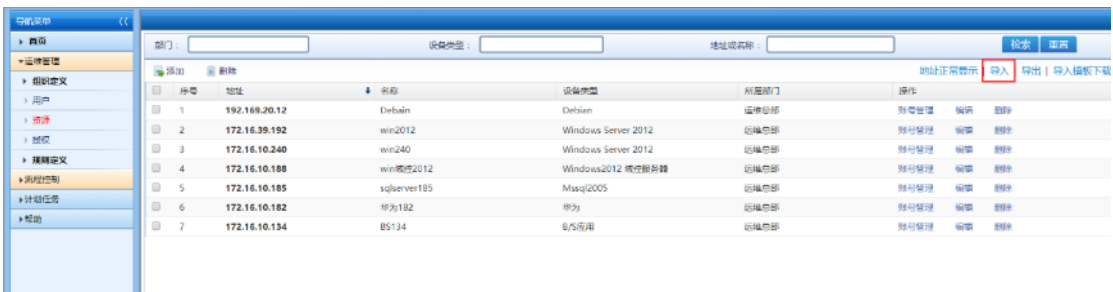 导航菜单 《
首页
运维管理
组织定义
用户
资源
授权
规则定义
流程控制
计划任务
帮助
部门： 设备类型： 地址或名称： 检索 重置
添加 删除 地址正常显示 | 导入 导出 | 导入模板下载
序号 地址 名称 设备类型 所属部门 操作
1 192.169.20.12 Debain Debian 运维总部 账号管理 编辑 删除
2 172.16.39.192 win2012 Windows Server 2012 运维总部 账号管理 编辑 删除
3 172.16.10.240 win240 Windows Server 2012 运维总部 账号管理 编辑 删除
4 172.16.10.188 win域控2012 Windows2012 域控服务器 运维总部 账号管理 编辑 删除
5 172.16.10.185 sqlserver185 Mssql2005 运维总部 账号管理 编辑 删除
6 172.16.10.182 华为182 华为 运维总部 账号管理 编辑 删除
7 172.16.10.134 BS134 B/S应用 运维总部 账号管理 编辑 删除